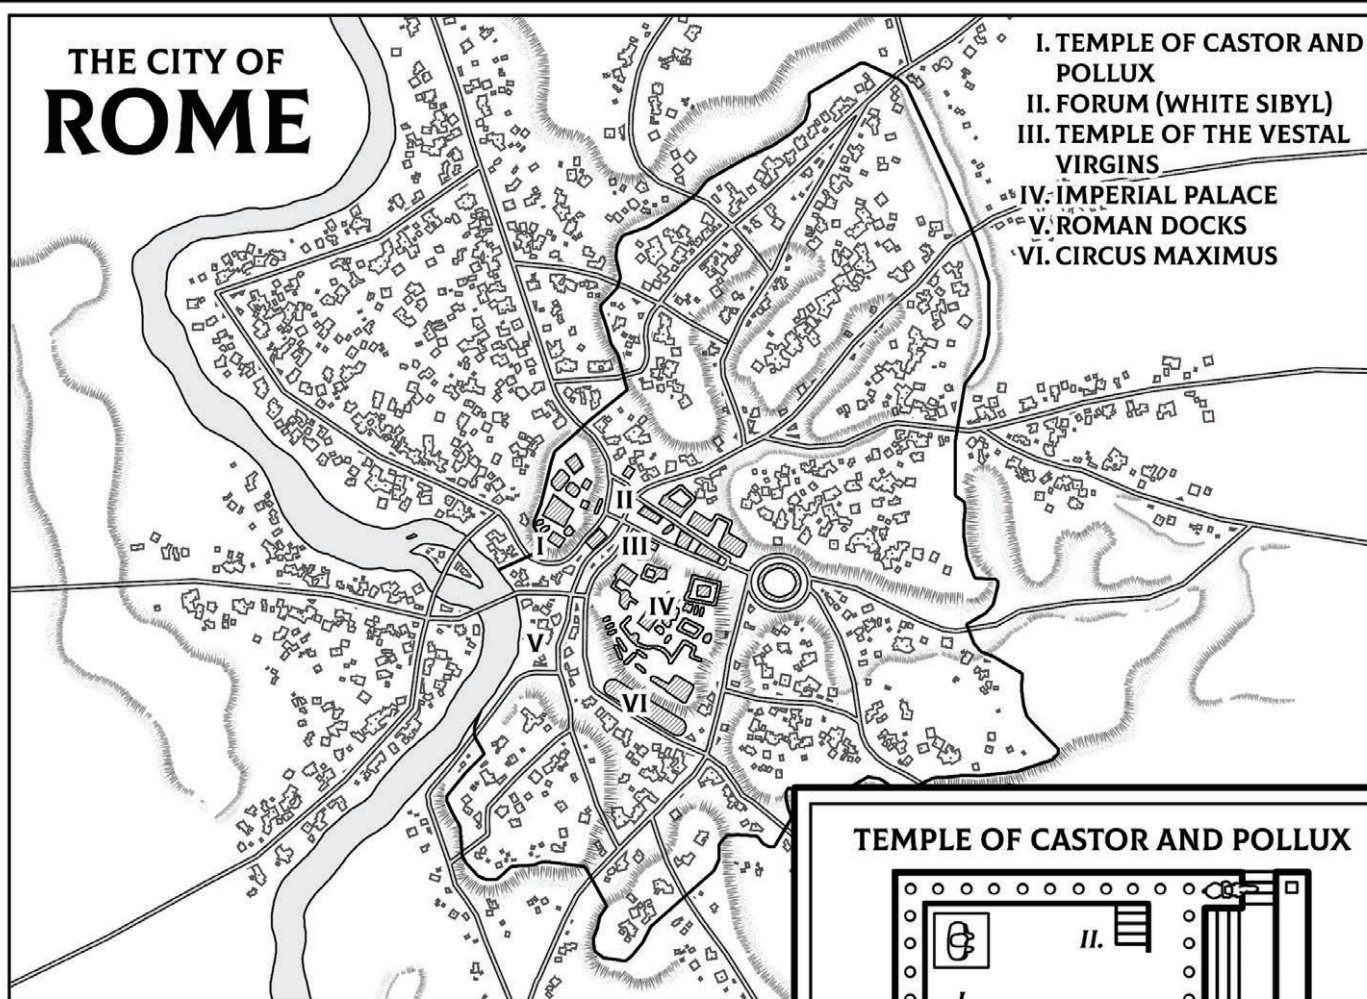 THE CITY OF
ROME
I. TEMPLE OF CASTOR AND
POLLUX
II. FORUM (WHITE SIBYL)
III. TEMPLE OF THE VESTAL
VIRGINS
IV. IMPERIAL PALACE
V. ROMAN DOCKS
VI. CIRCUS MAXIMUS
II
I
III
IV
V
VI
TEMPLE OF CASTOR AND POLLUX
II.
I.